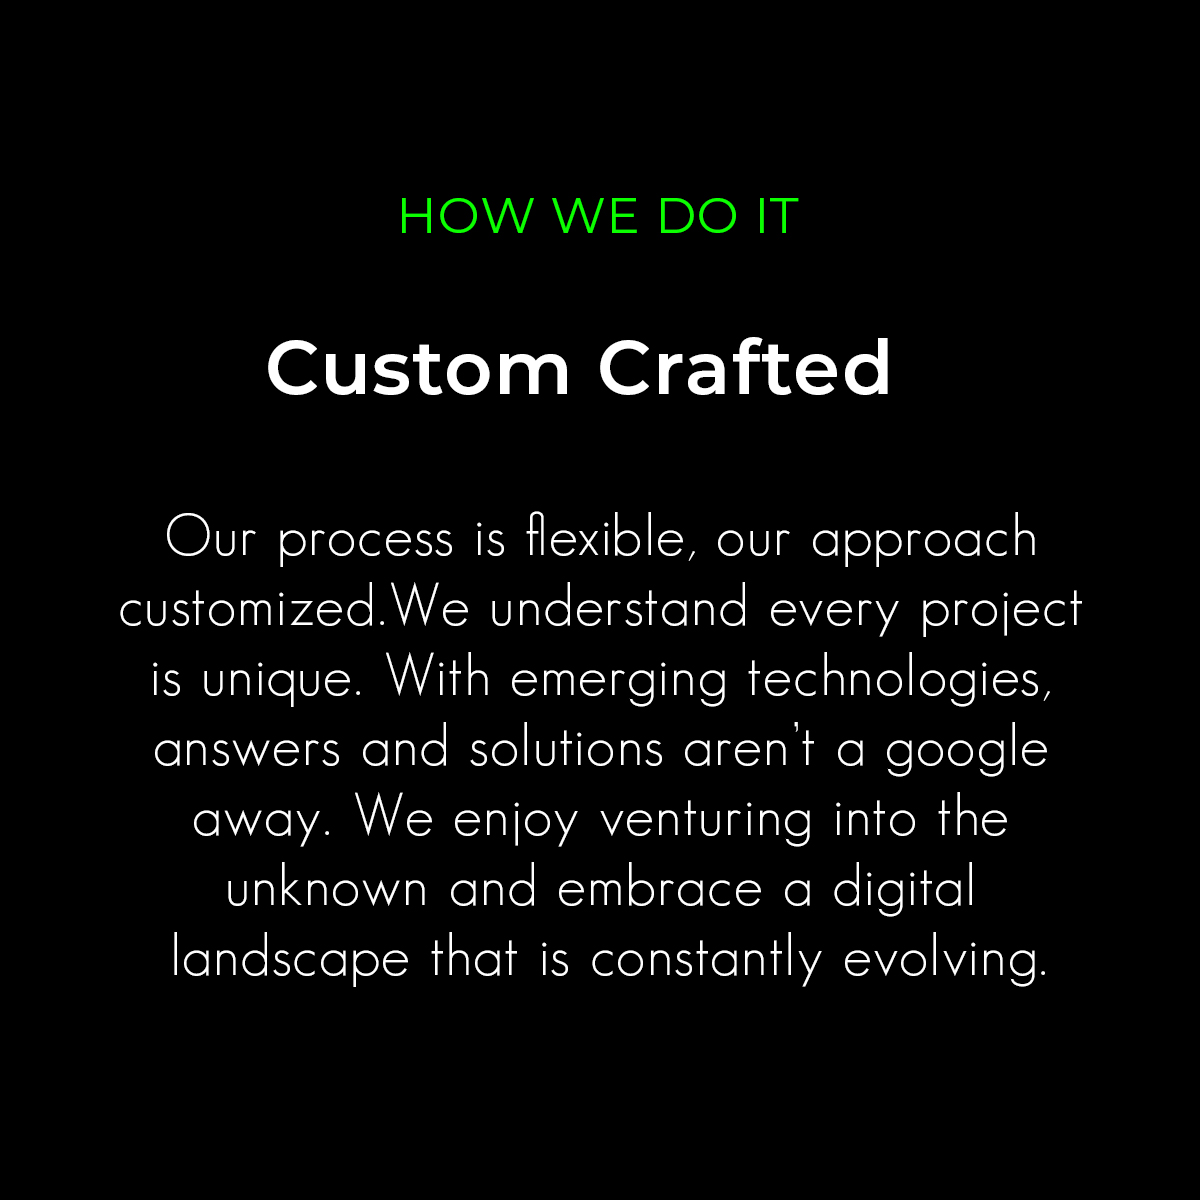 HOW WE DO IT
Custom Crafted
Our process is flexible, our approach
customized.We understand every project
is unique. With emerging technologies,
answers and solutions aren't a google
away. We enjoy venturing into the
unknown and embrace a digital
landscape that is constantly evolving.